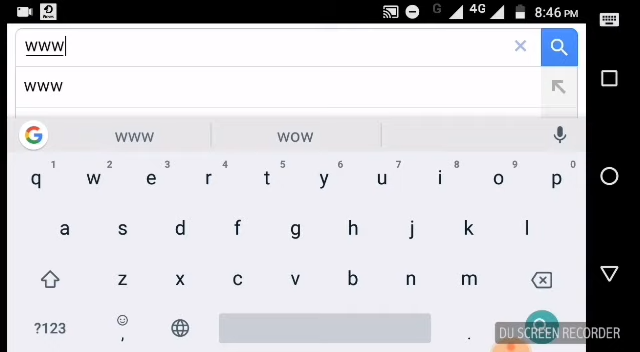 G 4G 8:46 PM
www
www
www wow
1 2 3 4 5 6 7 8 9 0
q w e r t y u i o p
a s d f g h j k l
z x c v b n m
?123 , .
DU SCREEN RECORDER